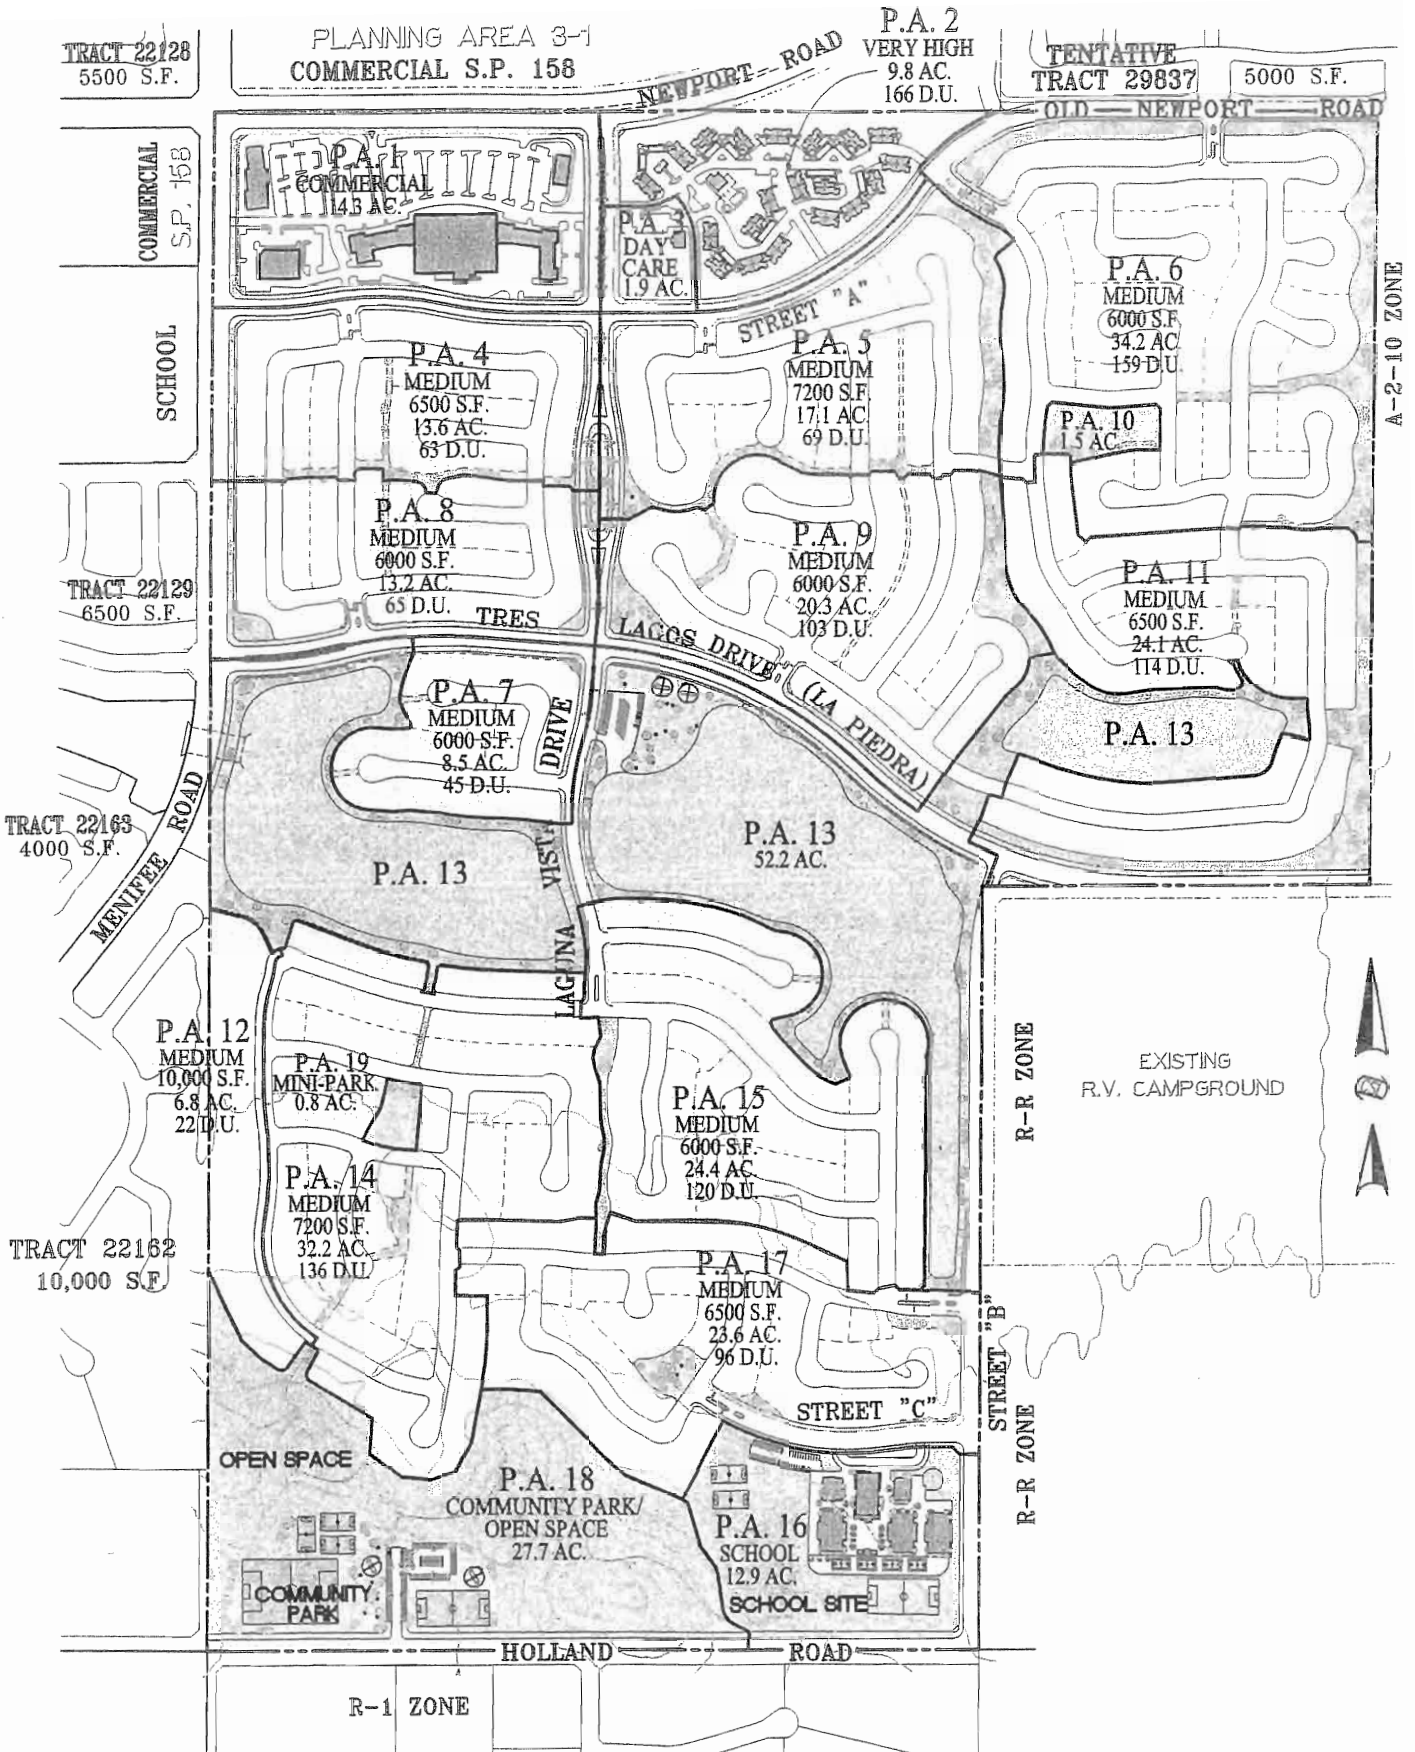 TRACT 22128
5500 S.F.
PLANNING AREA 3-1
COMMERCIAL S.P. 158
NEWPORT ROAD
P.A. 2
VERY HIGH
9.8 AC.
166 D.U.
TENTATIVE
TRACT 29837
5000 S.F.
OLD NEWPORT ROAD
COMMERCIAL
S.P. 158
P.A. 1
COMMERCIAL
14.3 AC.
P.A. 3
DAY
CARE
1.9 AC.
STREET "A"
P.A. 6
MEDIUM
6000 S.F.
34.2 AC.
159 D.U.
A-2-10 ZONE
SCHOOL
P.A. 4
MEDIUM
6500 S.F.
13.6 AC.
63 D.U.
P.A. 5
MEDIUM
7200 S.F.
17.1 AC.
69 D.U.
P.A. 10
1.5 AC.
P.A. 8
MEDIUM
6000 S.F.
13.2 AC.
65 D.U.
P.A. 9
MEDIUM
6000 S.F.
20.3 AC.
103 D.U.
P.A. 11
MEDIUM
6500 S.F.
24.1 AC.
114 D.U.
TRACT 22129
6500 S.F.
TRES LAGOS DRIVE" (LA PIEDRA)
P.A. 7
MEDIUM
6000 S.F.
8.5 AC.
45 D.U.
P.A. 13
TRACT 22163
4000 S.F.
MENIFEE ROAD
P.A. 13
P.A. 13
52.2 AC.
LAGUNA VISTA DRIVE
P.A. 12
MEDIUM
10,000 S.F.
6.8 AC.
22 D.U.
P.A. 19
MINI-PARK
0.8 AC.
P.A. 15
MEDIUM
6000 S.F.
24.4 AC.
120 D.U.
R-R ZONE
EXISTING
R.V. CAMPGROUND
P.A. 14
MEDIUM
7200 S.F.
32.2 AC.
136 D.U.
TRACT 22162
10,000 S.F.
P.A. 17
MEDIUM
6500 S.F.
23.6 AC.
96 D.U.
STREET "B"
STREET "C"
R-R ZONE
OPEN SPACE
P.A. 18
COMMUNITY PARK/
OPEN SPACE
27.7 AC.
P.A. 16
SCHOOL
12.9 AC.
SCHOOL SITE
COMMUNITY
PARK
HOLLAND ROAD
R-1 ZONE